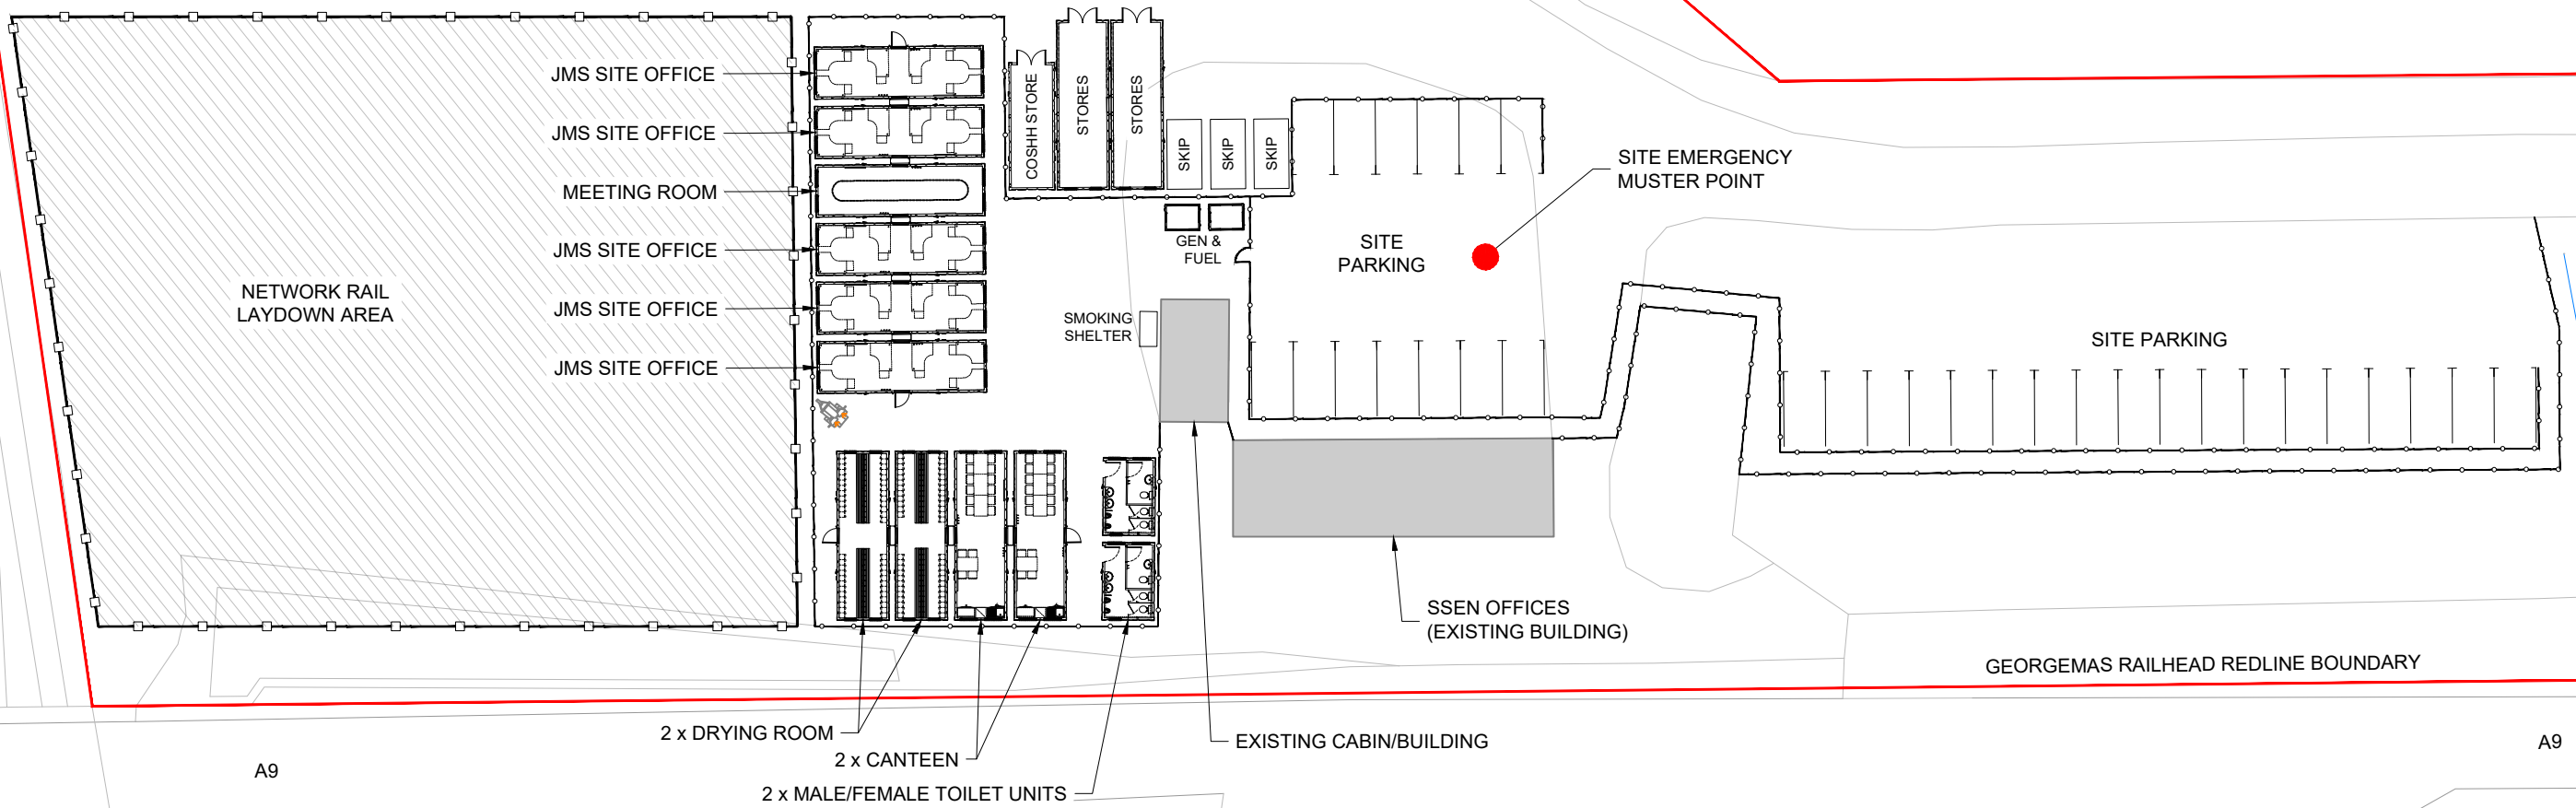 JMS SITE OFFICE
JMS SITE OFFICE
MEETING ROOM
JMS SITE OFFICE
JMS SITE OFFICE
JMS SITE OFFICE
NETWORK RAIL
LAYDOWN AREA
COSHH STORE
STORES
STORES
SKIP
SKIP
SKIP
GEN &
FUEL
SMOKING
SHELTER
SITE
PARKING
SITE EMERGENCY
MUSTER POINT
SITE PARKING
SSEN OFFICES
(EXISTING BUILDING)
GEORGEMAS RAILHEAD REDLINE BOUNDARY
2 x DRYING ROOM
2 x CANTEEN
2 x MALE/FEMALE TOILET UNITS
EXISTING CABIN/BUILDING
A9
A9